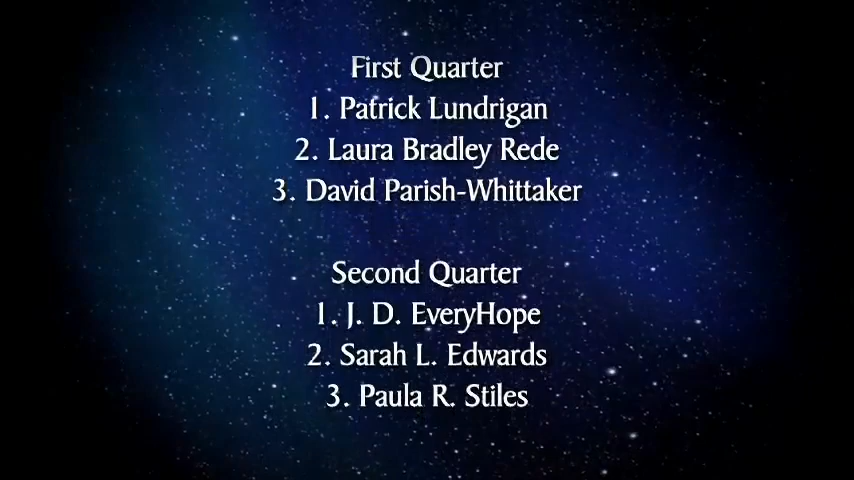 First Quarter
1. Patrick Lundrigan
2. Laura Bradley Rede
3. David Parish-Whittaker
Second Quarter
1. J. D. EveryHope
2. Sarah L. Edwards
3. Paula R. Stiles